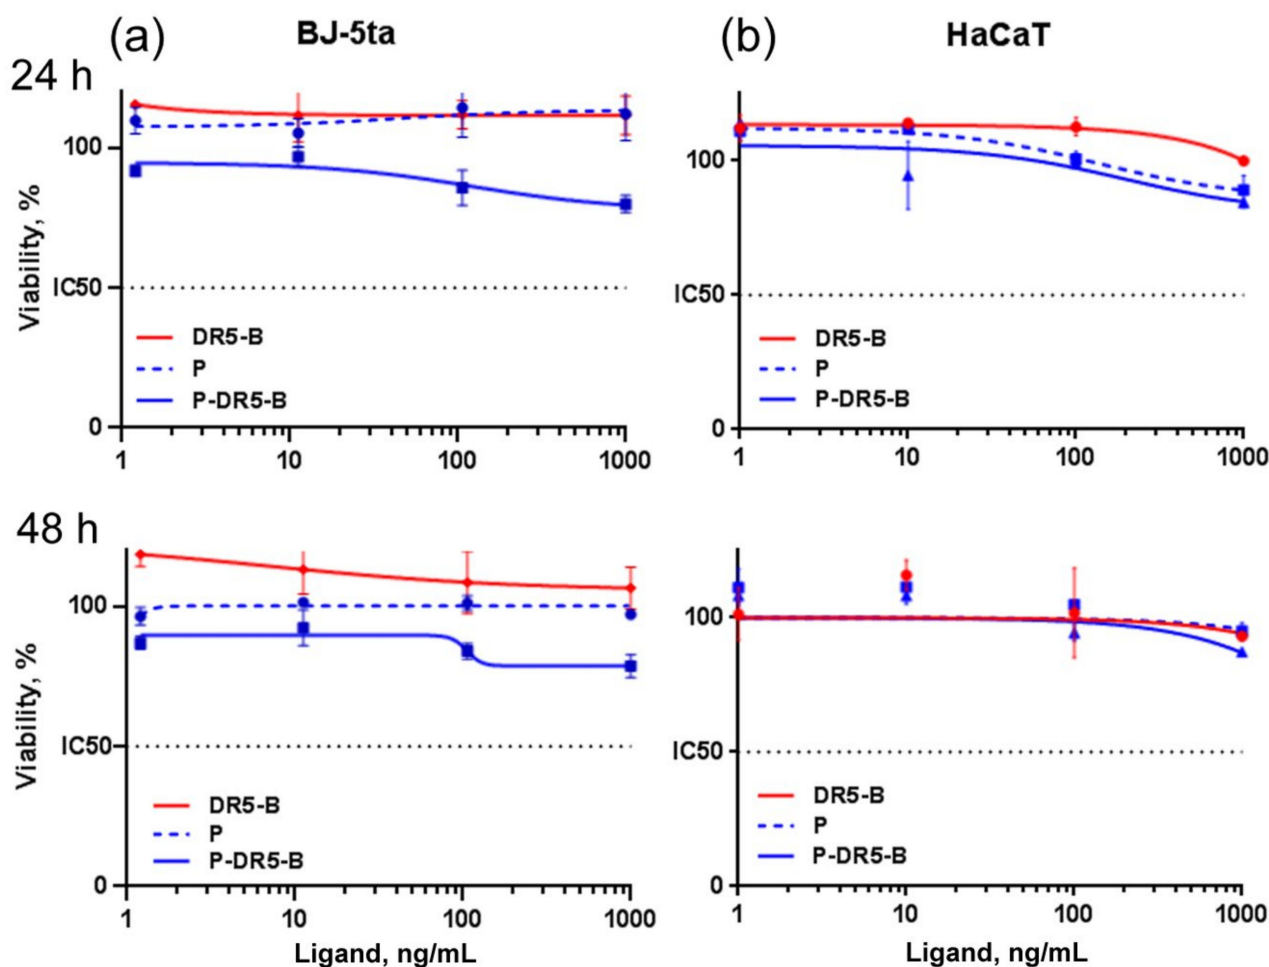 (a) BJ-5ta
(b) HaCaT
24 h
Viability, %
100
IC50
0
DR5-B
P
P-DR5-B
1 10 100 1000
100
IC50
0
DR5-B
P
P-DR5-B
1 10 100 1000
48 h
Viability, %
100
IC50
0
DR5-B
P
P-DR5-B
1 10 100 1000
Ligand, ng/mL
100
IC50
0
DR5-B
P
P-DR5-B
1 10 100 1000
Ligand, ng/mL